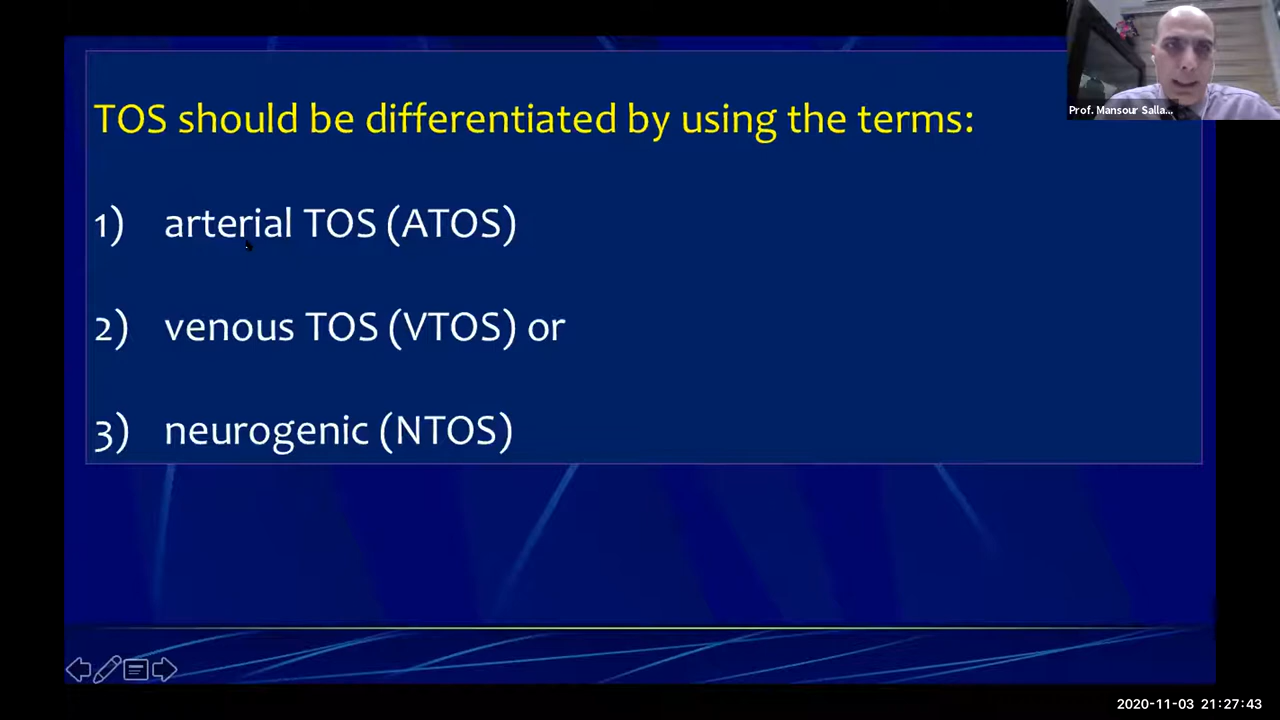 TOS should be differentiated by using the terms:
1) arterial TOS (ATOS)
2) venous TOS (VTOS) or
3) neurogenic (NTOS)
Prof. Mansour Salla...
2020-11-03 21:27:43